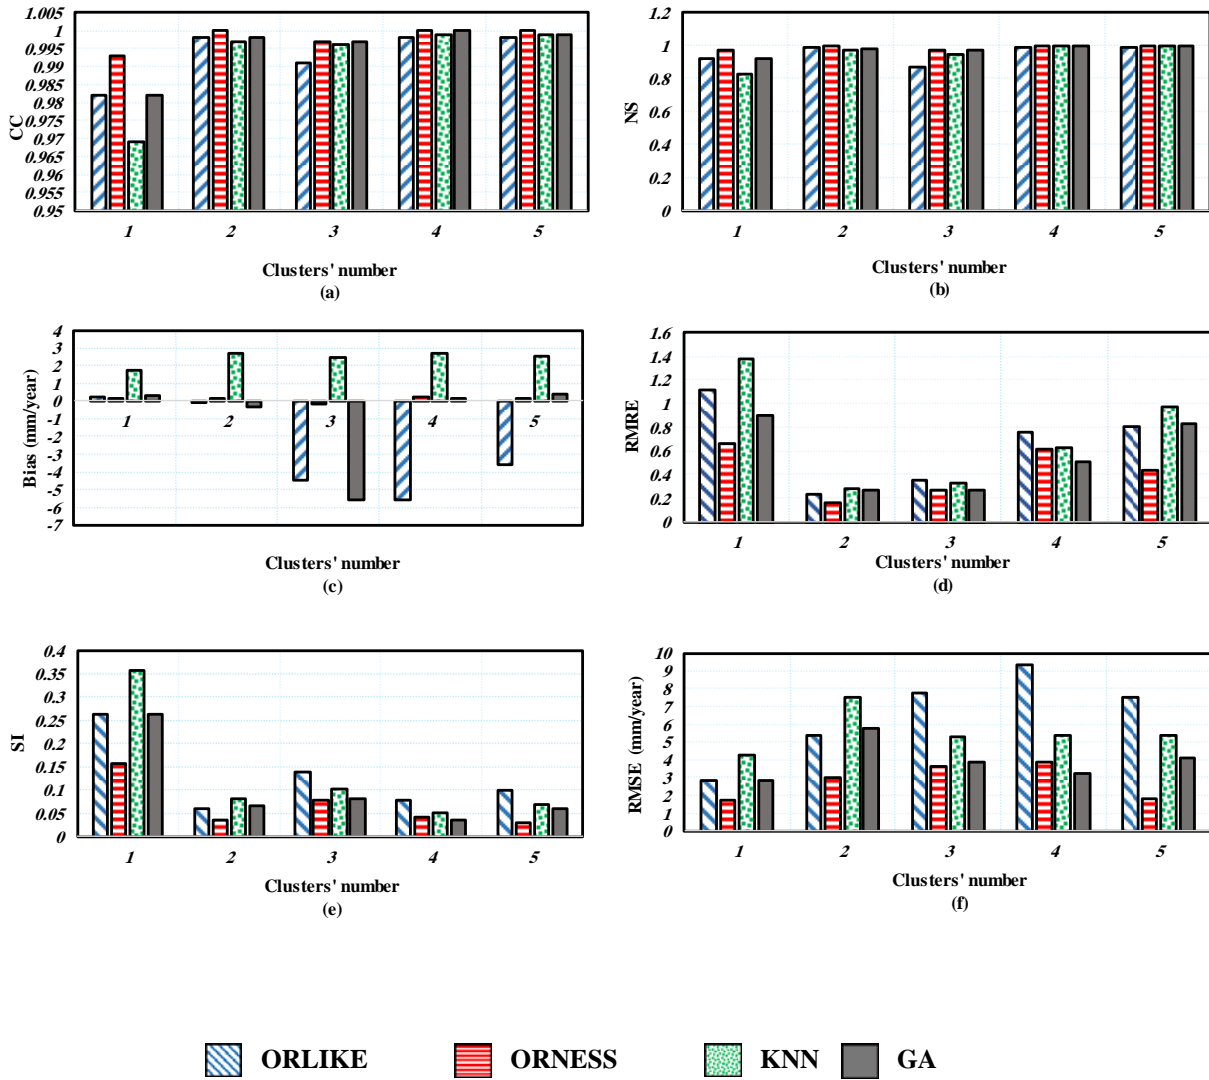 1.005
1
0.995
0.99
0.985
0.98
0.975
0.97
0.965
0.96
0.955
0.95
CC
1 2 3 4 5
Clusters' number
(a)
1.2
1
0.8
0.6
0.4
0.2
0
NS
1 2 3 4 5
Clusters' number
(b)
4
3
2
1
0
-1
-2
-3
-4
-5
-6
-7
Bias (mm/year)
1 2 3 4 5
Clusters' number
(c)
1.6
1.4
1.2
1
0.8
0.6
0.4
0.2
0
RMRE
1 2 3 4 5
Clusters' number
(d)
0.4
0.35
0.3
0.25
0.2
0.15
0.1
0.05
0
SI
1 2 3 4 5
Clusters' number
(e)
10
9
8
7
6
5
4
3
2
1
0
RMSE (mm/year)
1 2 3 4 5
Clusters' number
(f)
ORLIKE ORNESS KNN GA